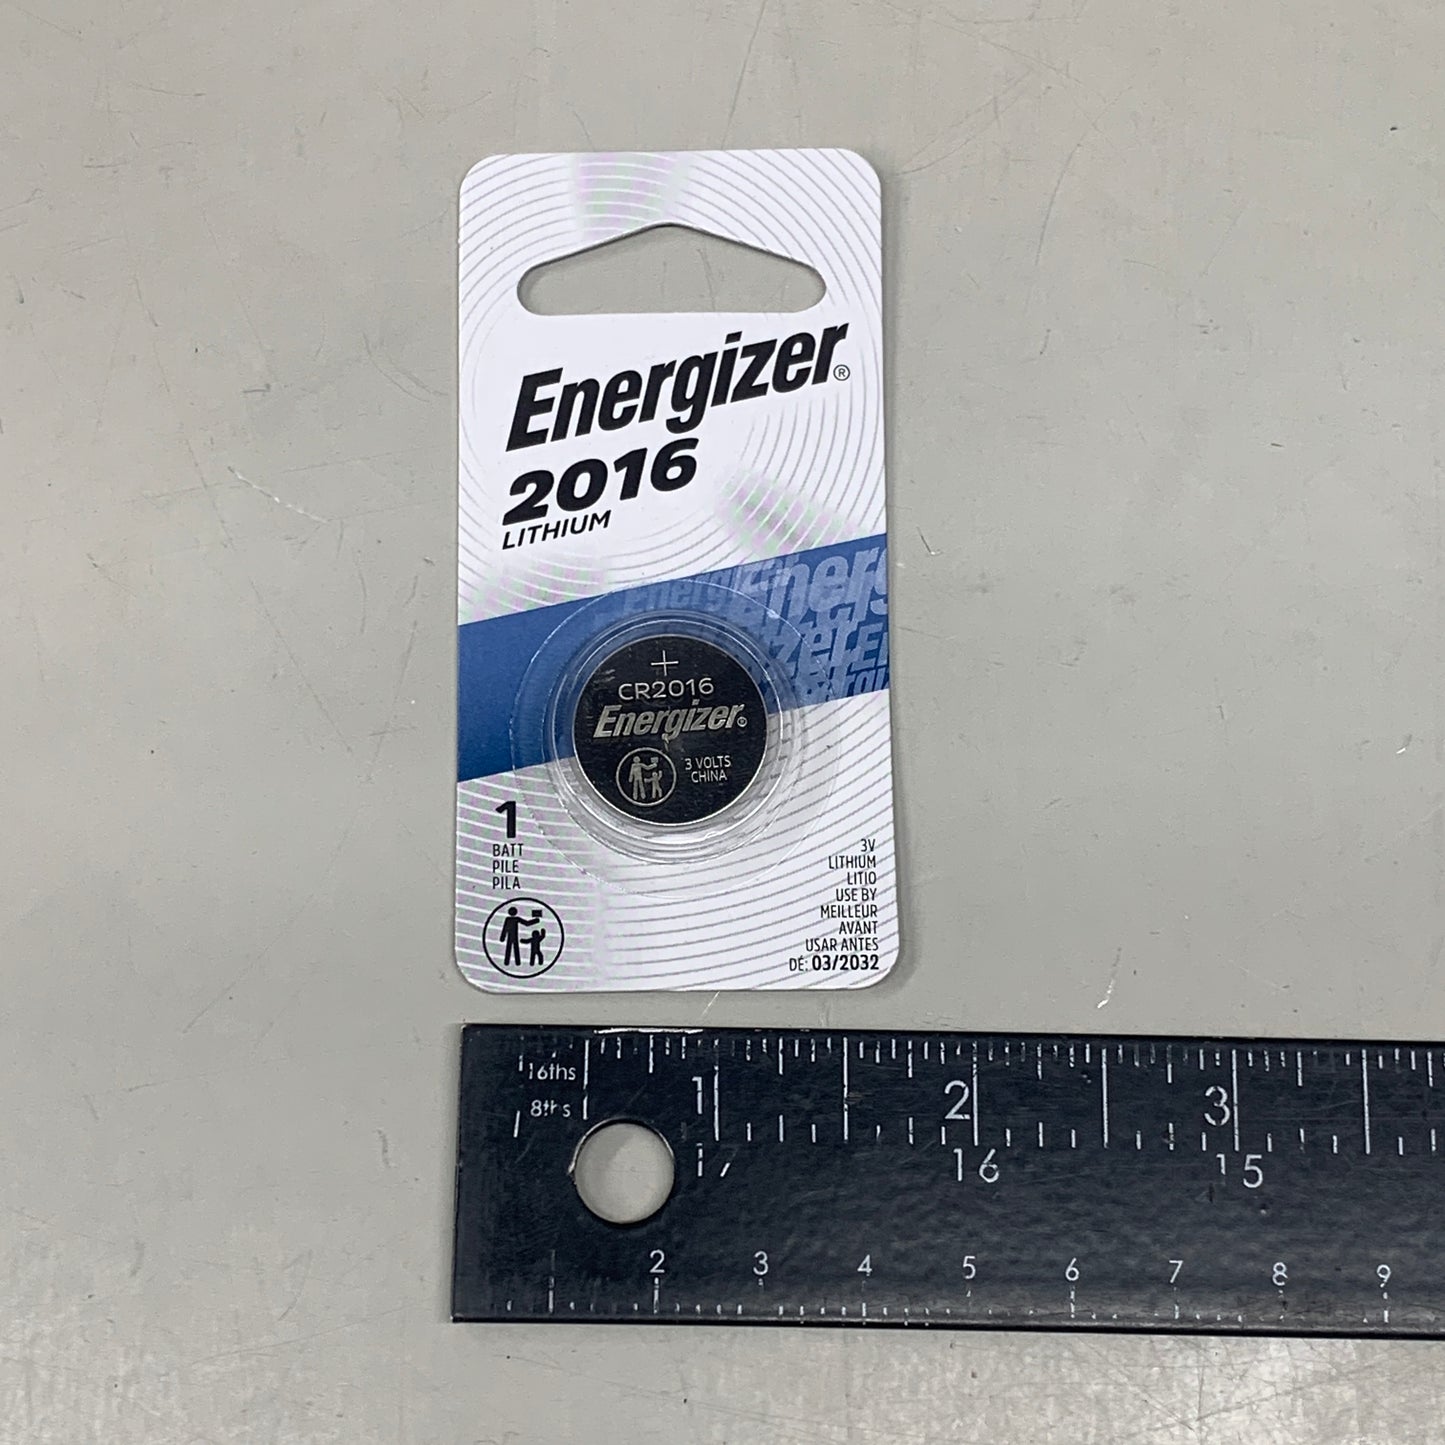 Energizer®
2016
LITHIUM
Energizer
+
CR2016
Energizer®
3 VOLTS
CHINA
1
BATT
PILE
PILA
3V
LITHIUM
LITIO
USE BY
MEILLEUR
AVANT
USAR ANTES
DÉ: 03/2032
16ths
8ths
1 2 3
16 15
2 3 4 5 6 7 8 9